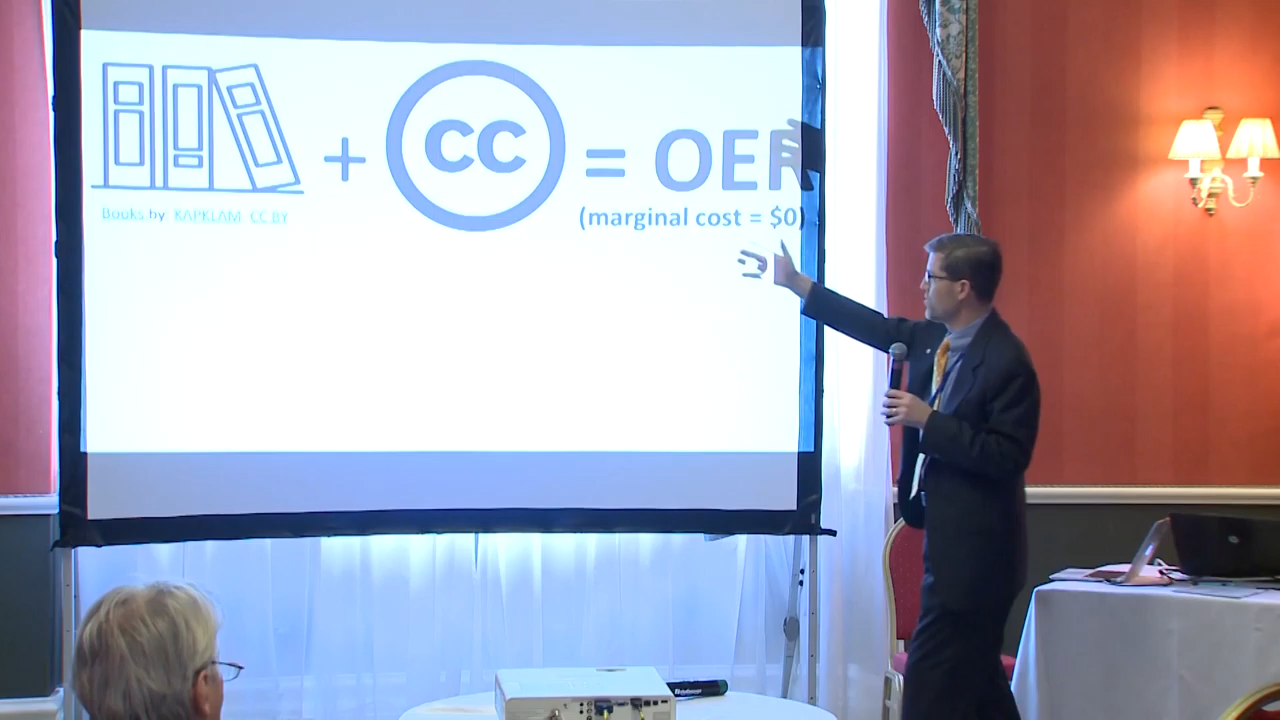 + cc = OER
(marginal cost = $0)
Books by KAPKLAM CC BY